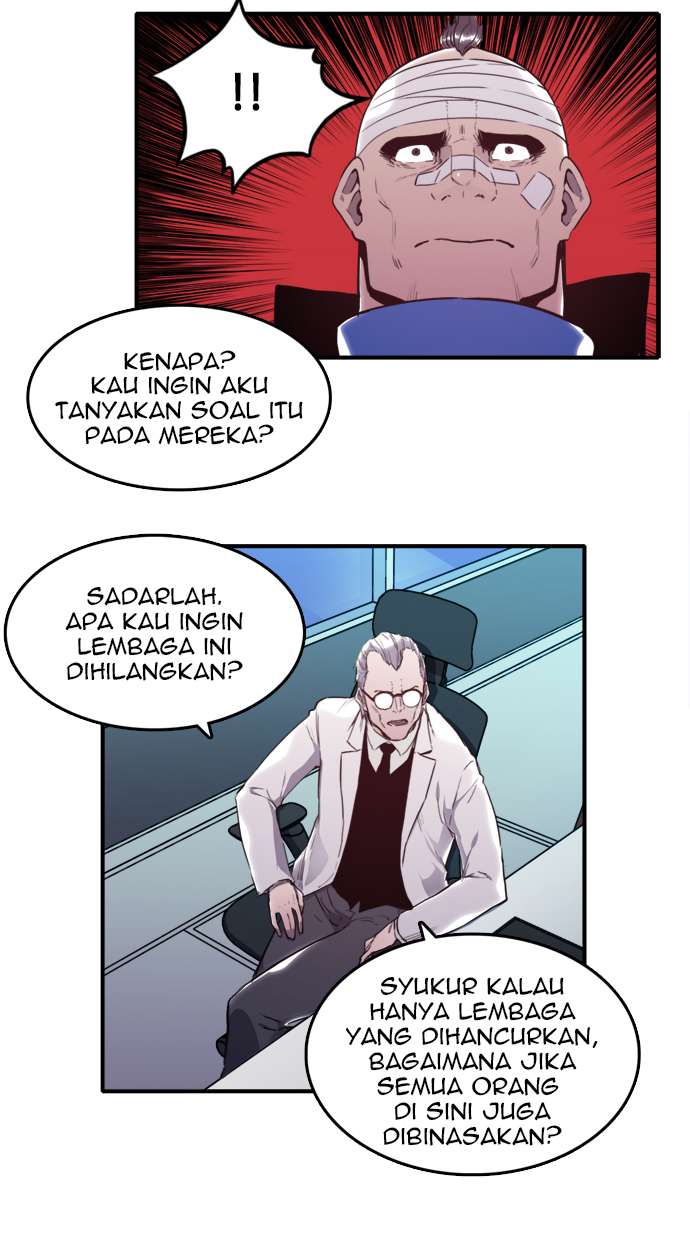 !!
KENAPA?
KAU INGIN AKU
TANYAKAN SOAL ITU
PADA MEREKA?
SADARLAH.
APA KAU INGIN
LEMBAGA INI
DIHILANGKAN?
SYUKUR KALAU
HANYA LEMBAGA
YANG DIHANCURKAN,
BAGAIMANA JIKA
SEMUA ORANG
DI SINI JUGA
DIBINASAKAN?